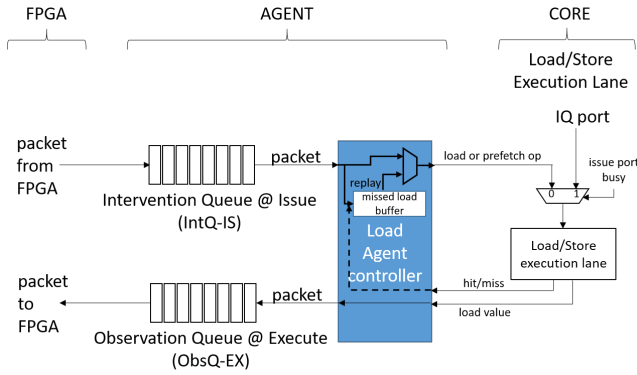 FPGA
AGENT
CORE
Load/Store
Execution Lane
IQ port
packet
from
FPGA
packet
load or prefetch op
issue port
busy
replay
0 1
missed load
buffer
Intervention Queue @ Issue
(IntQ-IS)
Load
Agent
controller
Load/Store
execution lane
hit/miss
packet
to
FPGA
packet
load value
Observation Queue @ Execute
(ObsQ-EX)